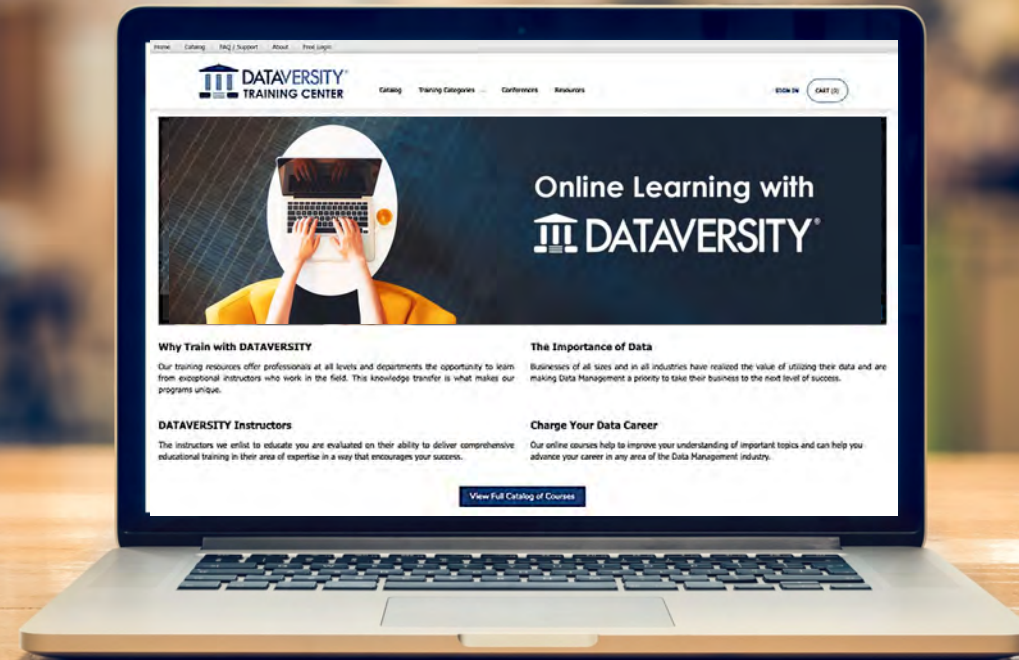 Home Catalog FAQ / Support About Free Login
DATAVERSITY®
TRAINING CENTER
Catalog Training Categories Conferences Resources
SIGN IN CART (0)
Online Learning with
DATAVERSITY®
Why Train with DATAVERSITY
Our training resources offer professionals at all levels and departments the opportunity to learn
from exceptional instructors who work in the field. This knowledge transfer is what makes our
programs unique.
The Importance of Data
Businesses of all sizes and in all industries have realized the value of utilizing their data and are
making Data Management a priority to take their business to the next level of success.
DATAVERSITY Instructors
The instructors we enlist to educate you are evaluated on their ability to deliver comprehensive
educational training in their area of expertise in a way that encourages your success.
Charge Your Data Career
Our online courses help to improve your understanding of important topics and can help you
advance your career in any area of the Data Management industry.
View Full Catalog of Courses